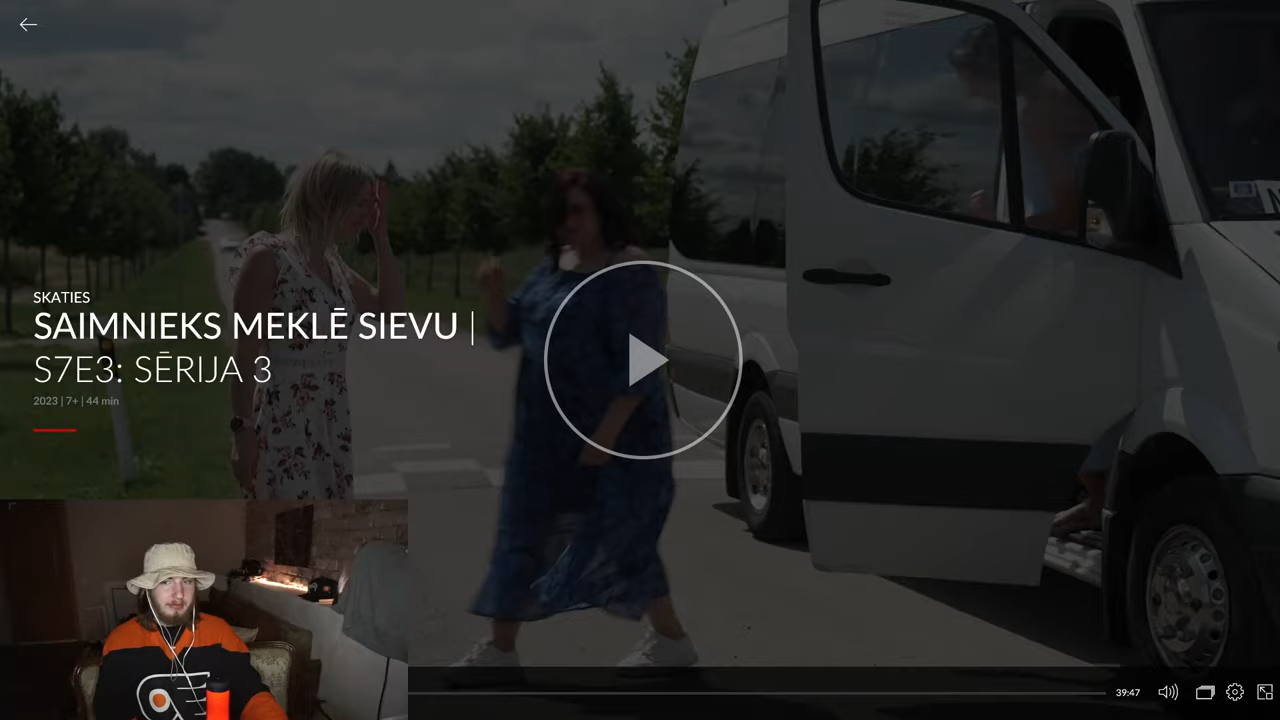 SKATIES
SAIMNIEKS MEKLĒ SIEVU |
S7E3: SĒRIJA 3
2023 | 7+ | 44 min
39:47